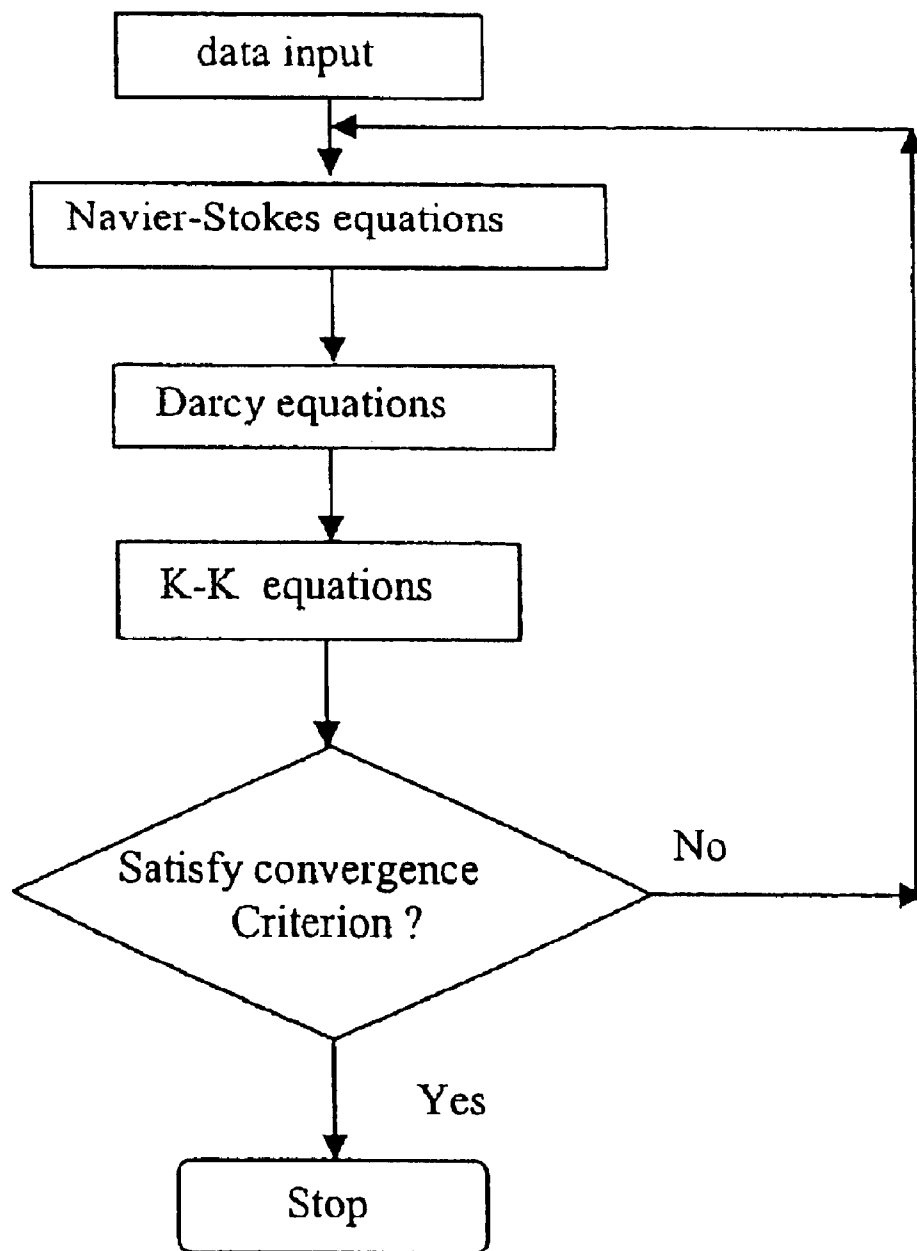 data input
Navier-Stokes equations
Darcy equations
K-K equations
Satisfy convergence
Criterion ?
No
Yes
Stop